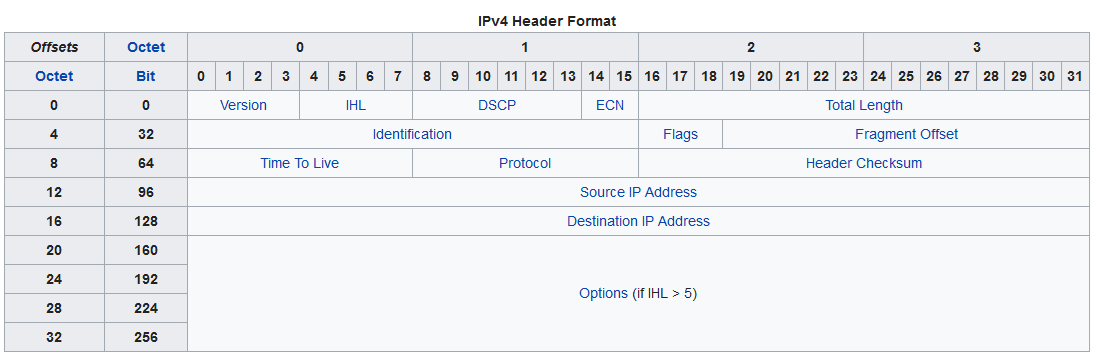 IPv4 Header Format
Offsets Octet 0 1 2 3
Octet Bit 0 1 2 3 4 5 6 7 8 9 10 11 12 13 14 15 16 17 18 19 20 21 22 23 24 25 26 27 28 29 30 31
0 0 Version IHL DSCP ECN Total Length
4 32 Identification Flags Fragment Offset
8 64 Time To Live Protocol Header Checksum
12 96 Source IP Address
16 128 Destination IP Address
20 160
24 192
Options (if IHL > 5)
28 224
32 256